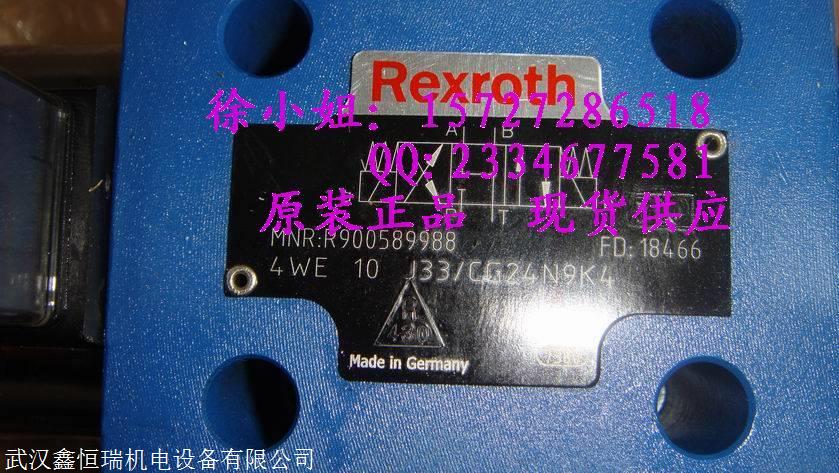 Rexroth
徐小姐: 15727286518
A B
QQ: 2334677581
T T
原装正品 现货供应
MNR:R900589988 FD: 18466
4WE 10 J33/CG24N9K4
430
Made in Germany
武汉鑫恒瑞机电设备有限公司